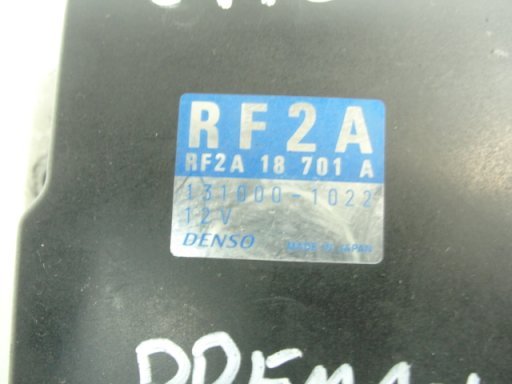 RF2A
RF2A 18 701 A
131000-1022
12V
DENSO MADE IN JAPAN